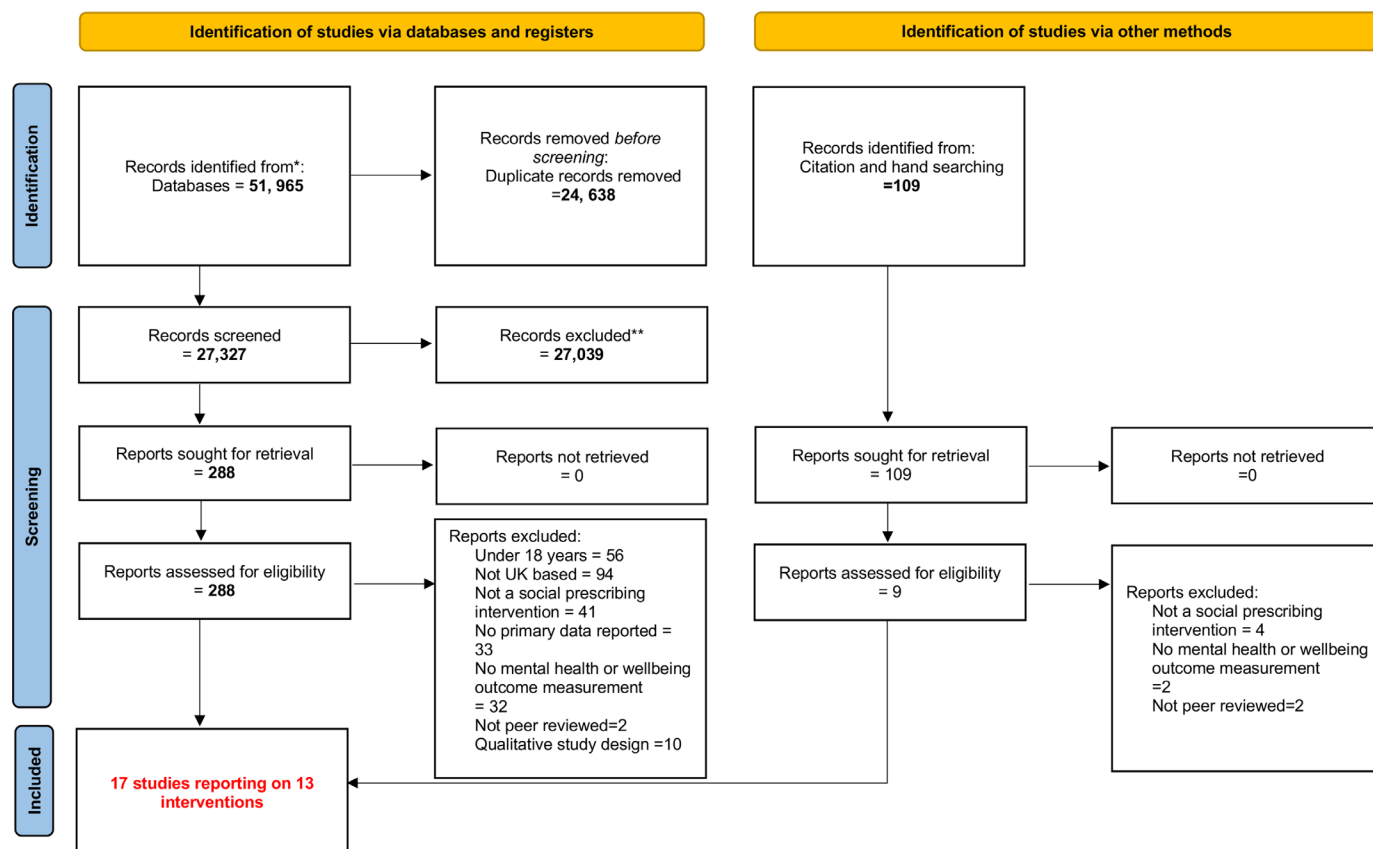 Identification of studies via databases and registers
Identification of studies via other methods
Identification
Records identified from*:
Databases = 51, 965
Records removed before
screening:
Duplicate records removed
=24, 638
Records identified from:
Citation and hand searching
=109
Screening
Records screened
= 27,327
Records excluded**
= 27,039
Reports sought for retrieval
= 288
Reports not retrieved
= 0
Reports sought for retrieval
= 109
Reports not retrieved
=0
Reports assessed for eligibility
= 288
Reports excluded:
Under 18 years = 56
Not UK based = 94
Not a social prescribing
intervention = 41
No primary data reported =
33
No mental health or wellbeing
outcome measurement
= 32
Not peer reviewed=2
Qualitative study design =10
Reports assessed for eligibility
= 9
Reports excluded:
Not a social prescribing
intervention = 4
No mental health or wellbeing
outcome measurement
=2
Not peer reviewed=2
Included
17 studies reporting on 13
interventions